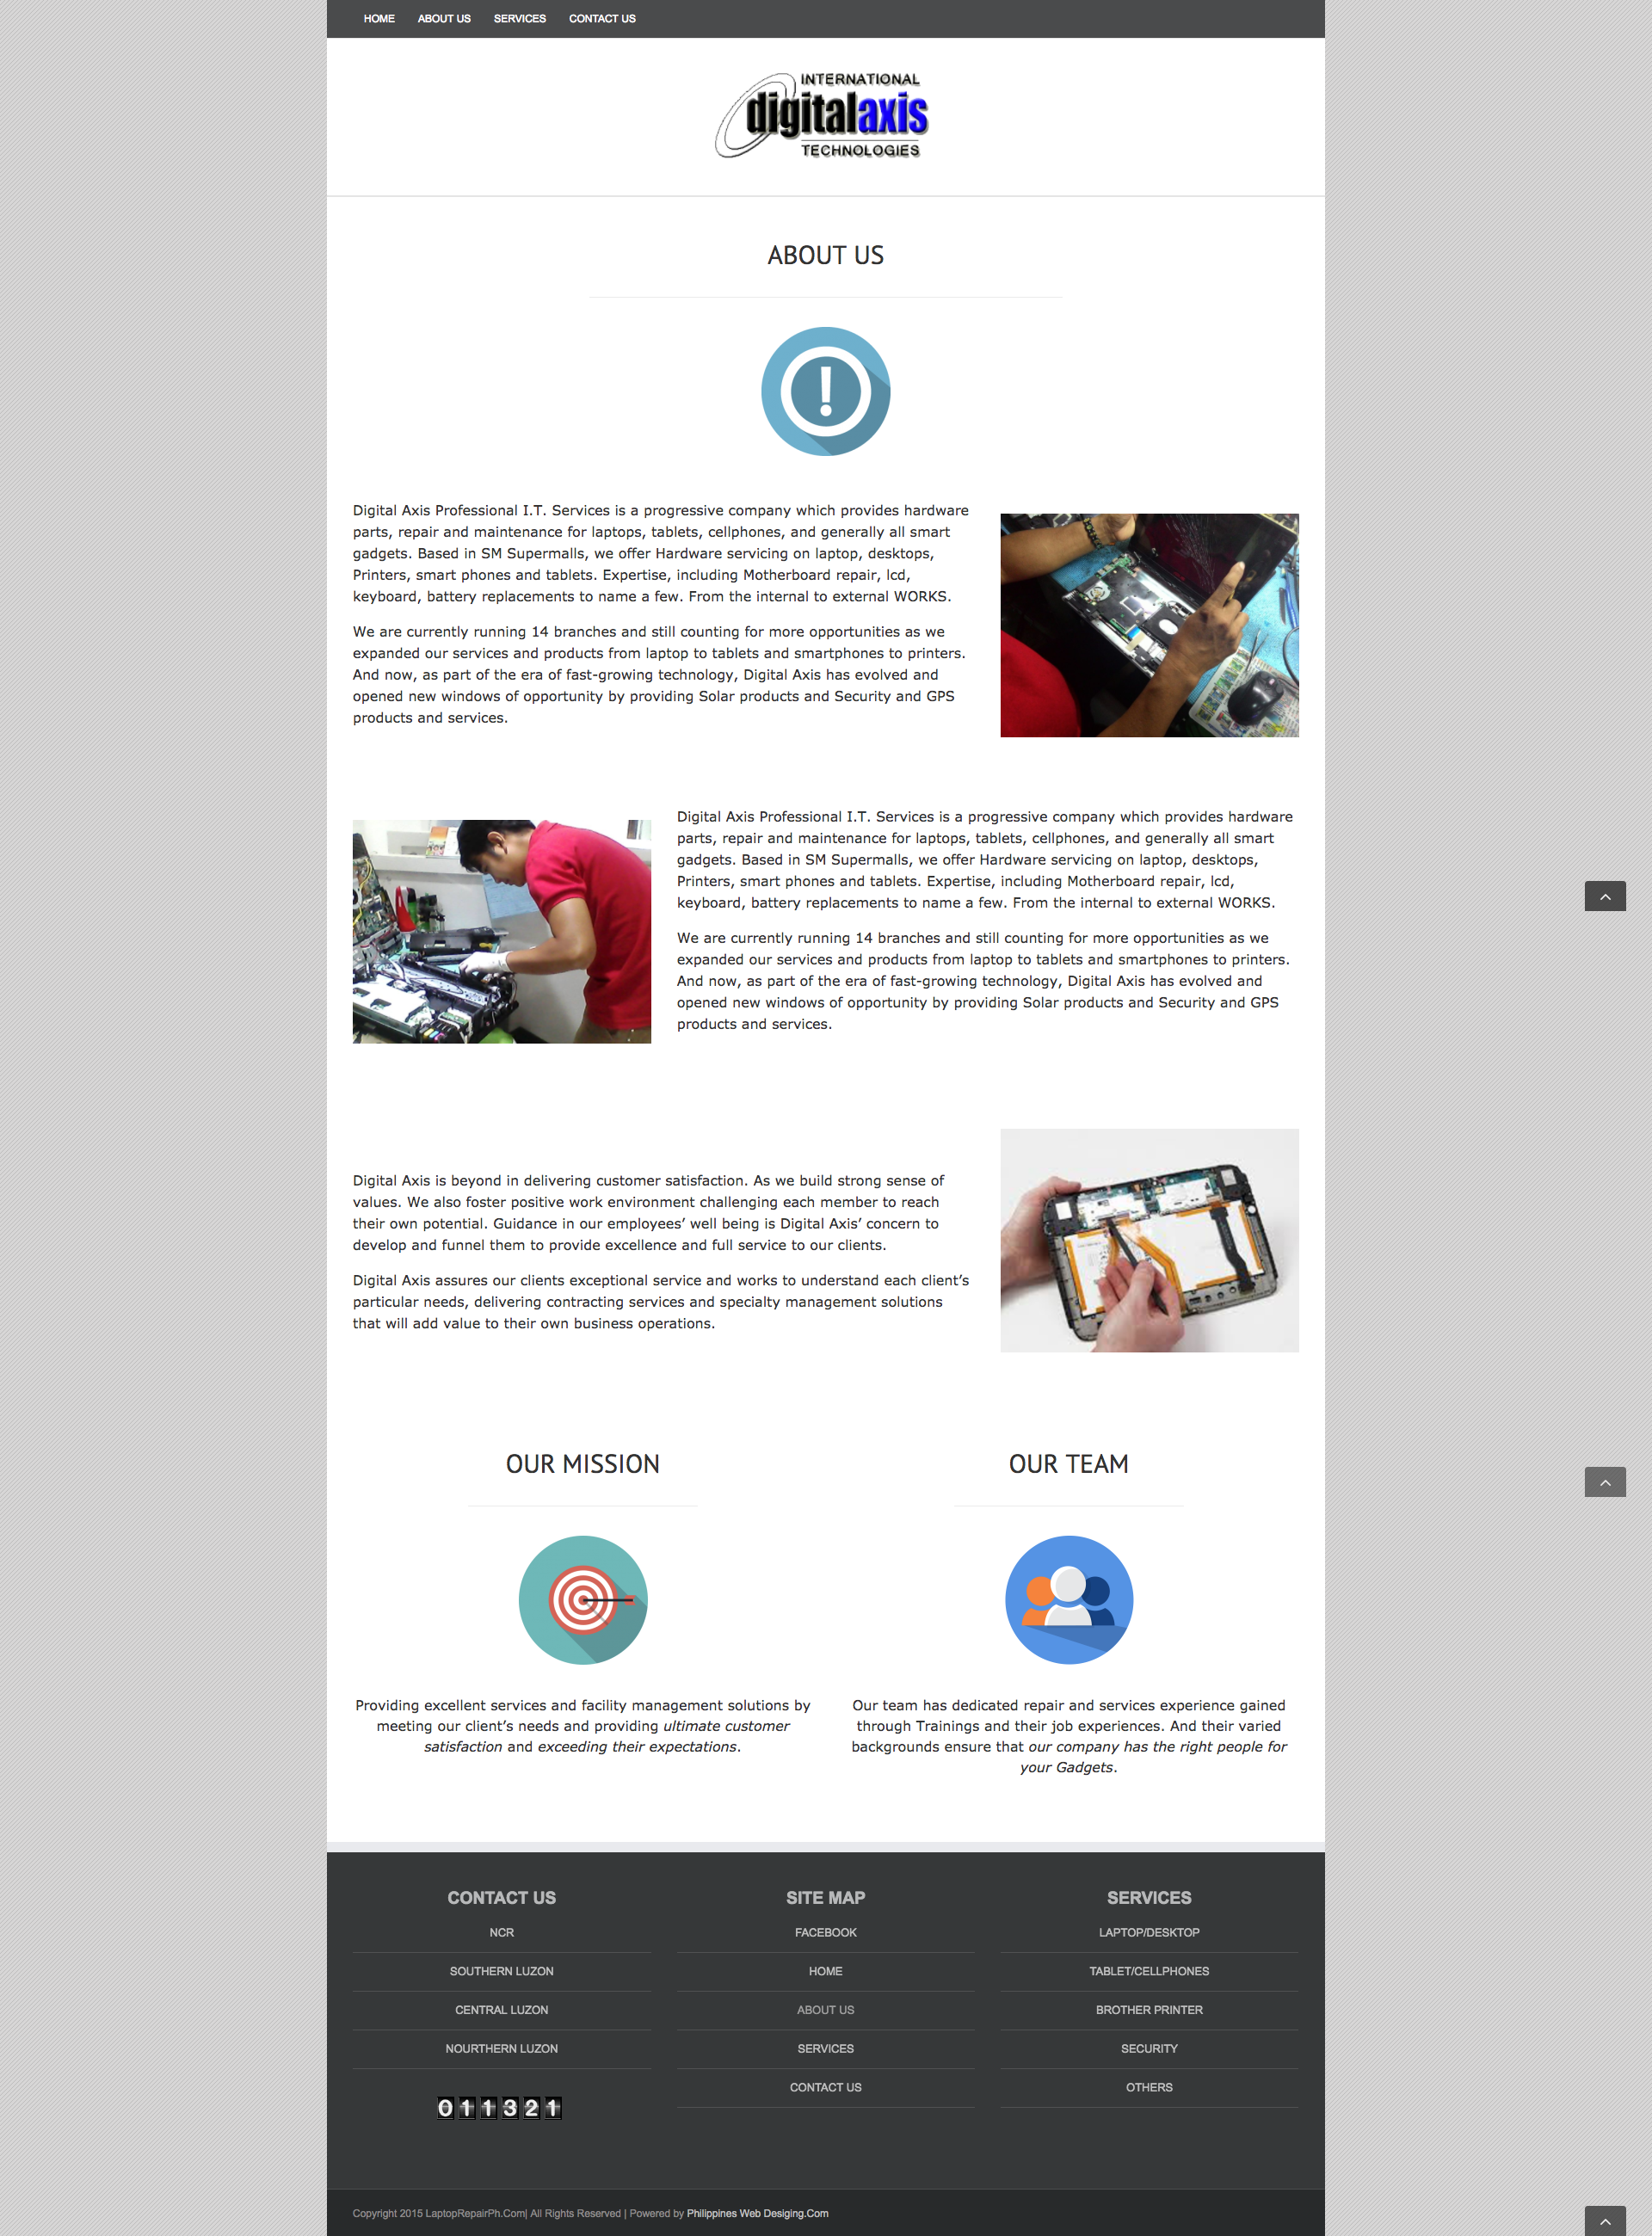 HOME ABOUT US SERVICES CONTACT US
INTERNATIONAL
digitalaxis
TECHNOLOGIES
ABOUT US
Digital Axis Professional I.T. Services is a progressive company which provides hardware
parts, repair and maintenance for laptops, tablets, cellphones, and generally all smart
gadgets. Based in SM Supermalls, we offer Hardware servicing on laptop, desktops,
Printers, smart phones and tablets. Expertise, including Motherboard repair, lcd,
keyboard, battery replacements to name a few. From the internal to external WORKS.
We are currently running 14 branches and still counting for more opportunities as we
expanded our services and products from laptop to tablets and smartphones to printers.
And now, as part of the era of fast-growing technology, Digital Axis has evolved and
opened new windows of opportunity by providing Solar products and Security and GPS
products and services.
Digital Axis Professional I.T. Services is a progressive company which provides hardware
parts, repair and maintenance for laptops, tablets, cellphones, and generally all smart
gadgets. Based in SM Supermalls, we offer Hardware servicing on laptop, desktops,
Printers, smart phones and tablets. Expertise, including Motherboard repair, lcd,
keyboard, battery replacements to name a few. From the internal to external WORKS.
We are currently running 14 branches and still counting for more opportunities as we
expanded our services and products from laptop to tablets and smartphones to printers.
And now, as part of the era of fast-growing technology, Digital Axis has evolved and
opened new windows of opportunity by providing Solar products and Security and GPS
products and services.
Digital Axis is beyond in delivering customer satisfaction. As we build strong sense of
values. We also foster positive work environment challenging each member to reach
their own potential. Guidance in our employees’ well being is Digital Axis’ concern to
develop and funnel them to provide excellence and full service to our clients.
Digital Axis assures our clients exceptional service and works to understand each client’s
particular needs, delivering contracting services and specialty management solutions
that will add value to their own business operations.
OUR MISSION
Providing excellent services and facility management solutions by
meeting our client’s needs and providing ultimate customer
satisfaction and exceeding their expectations.
OUR TEAM
Our team has dedicated repair and services experience gained
through Trainings and their job experiences. And their varied
backgrounds ensure that our company has the right people for
your Gadgets.
CONTACT US
NCR
SOUTHERN LUZON
CENTRAL LUZON
NOURTHERN LUZON
011321
SITE MAP
FACEBOOK
HOME
ABOUT US
SERVICES
CONTACT US
SERVICES
LAPTOP/DESKTOP
TABLET/CELLPHONES
BROTHER PRINTER
SECURITY
OTHERS
Copyright 2015 LaptopRepairPh.Com| All Rights Reserved | Powered by Philippines Web Desiging.Com